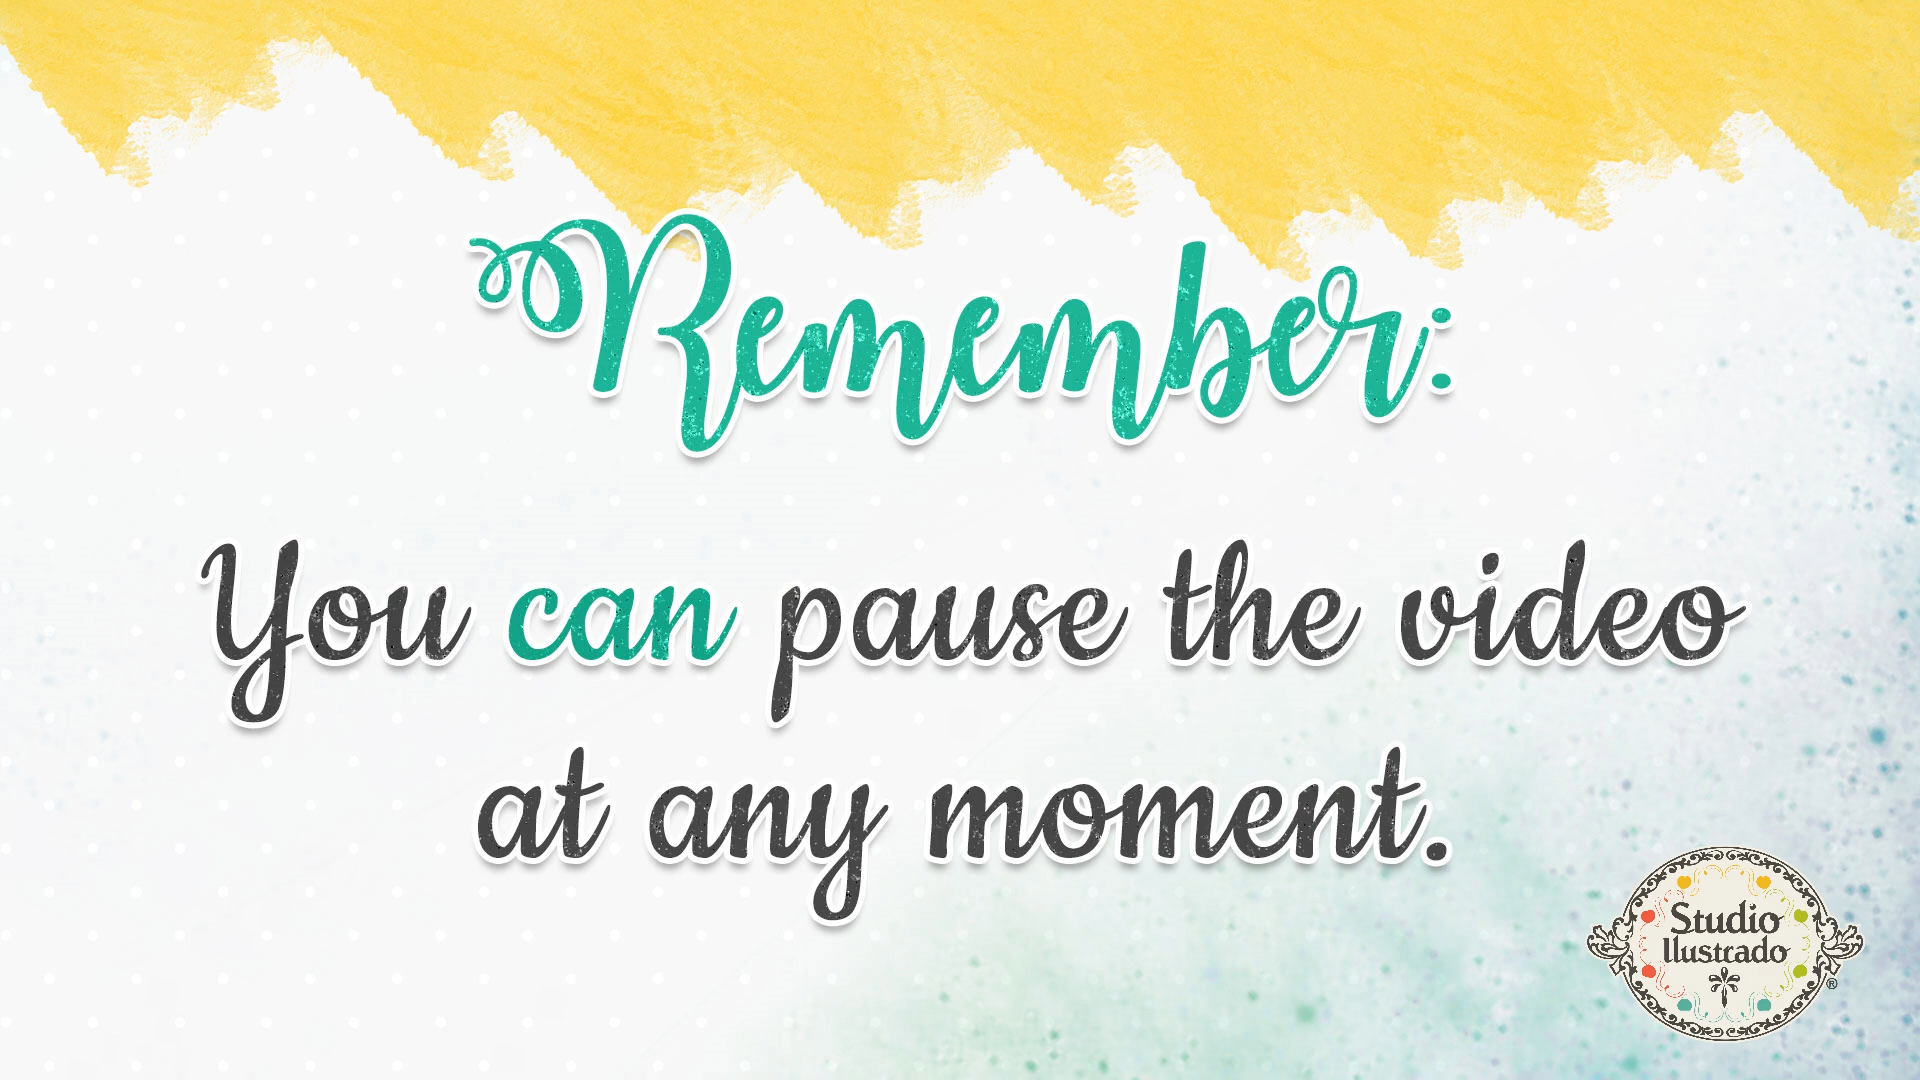 Remember:
You can pause the video
at any moment.
Studio
Ilustrado
®